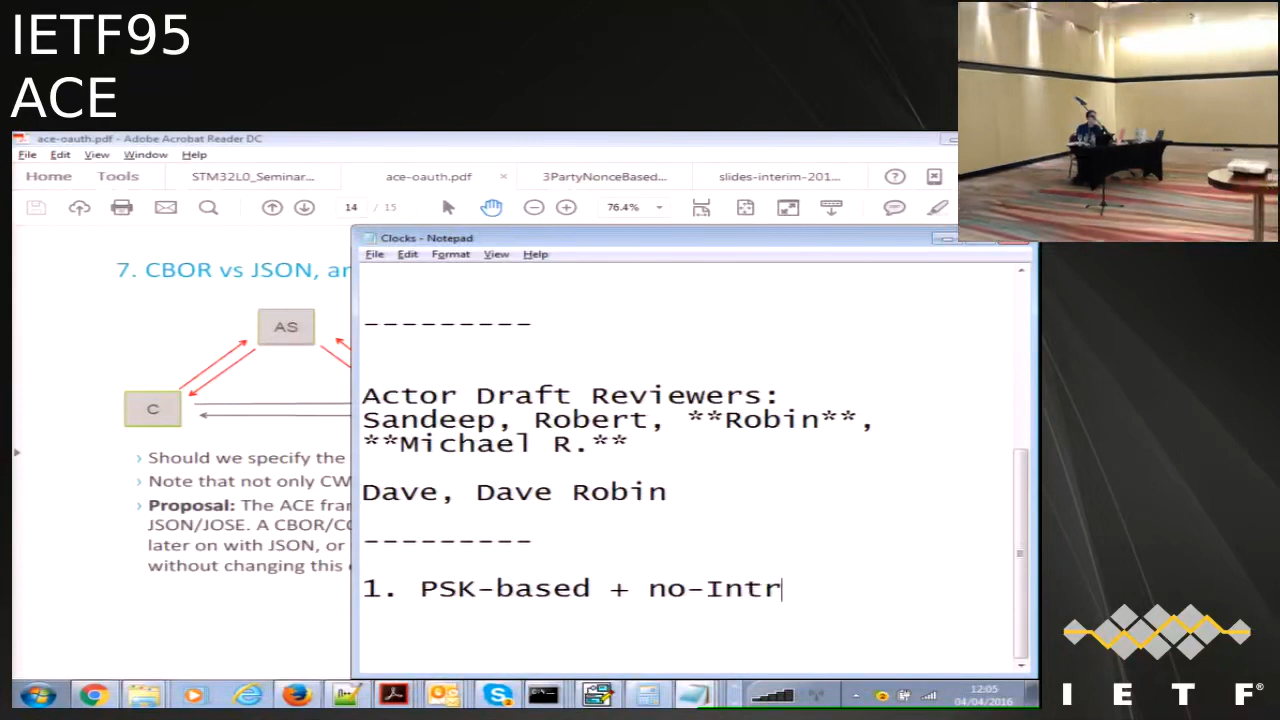 IETF95
ACE
ace-oauth.pdf - Adobe Acrobat Reader DC
File Edit View Window Help
Home Tools STM32L0_Seminar... ace-oauth.pdf × 3PartyNonceBased... slides-interim-201...
14 / 15 76.4%
Clocks - Notepad
File Edit Format View Help
7. CBOR vs JSON, an
AS
C
› Should we specify the
› Note that not only CW
› Proposal: The ACE fram
JSON/JOSE. A CBOR/CO
later on with JSON, or
without changing this
---------
Actor Draft Reviewers:
Sandeep, Robert, **Robin**,
**Michael R.**
Dave, Dave Robin
---------
1. PSK-based + no-Intr
12:05
04/04/2016
I E T F®